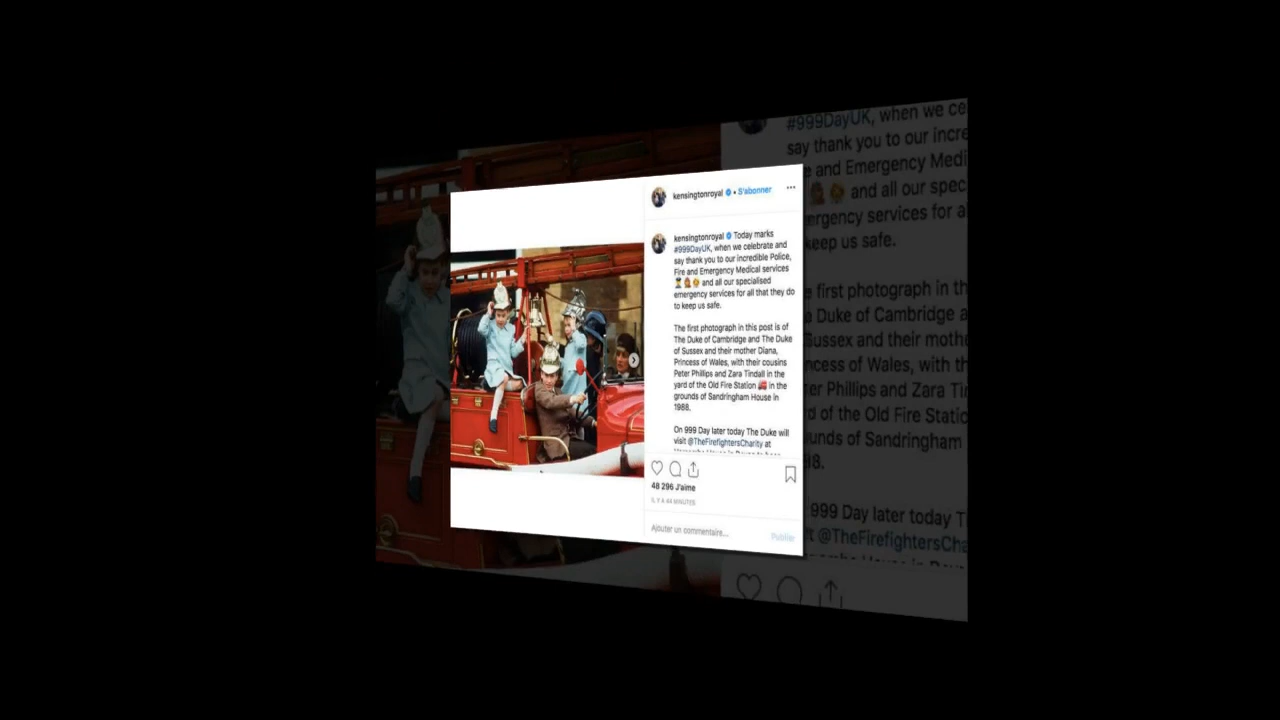 kensingtonroyal • S'abonner
kensingtonroyal Today marks
#999DayUK, when we celebrate and
say thank you to our incredible Police,
Fire and Emergency Medical services
👮🏽👩🏽‍🚒👷 and all our specialised
emergency services for all that they do
to keep us safe.
The first photograph in this post is of
The Duke of Cambridge and The Duke
of Sussex and their mother Diana,
Princess of Wales, with their cousins
Peter Phillips and Zara Tindall in the
yard of the Old Fire Station 🚒 in the
grounds of Sandringham House in
1988.
On 999 Day later today The Duke will
visit @TheFirefightersCharity at
48 296 J'aime
IL Y A 44 MINUTES
Ajouter un commentaire...
Publier
#999DayUK, when we ce
say thank you to our incre
e and Emergency Medi
and all our spec
ergency services for a
keep us safe.
e first photograph in th
e Duke of Cambridge a
Sussex and their mothe
ncess of Wales, with th
er Phillips and Zara Tin
d of the Old Fire Statio
unds of Sandringham
88.
999 Day later today T
t @TheFirefightersCha